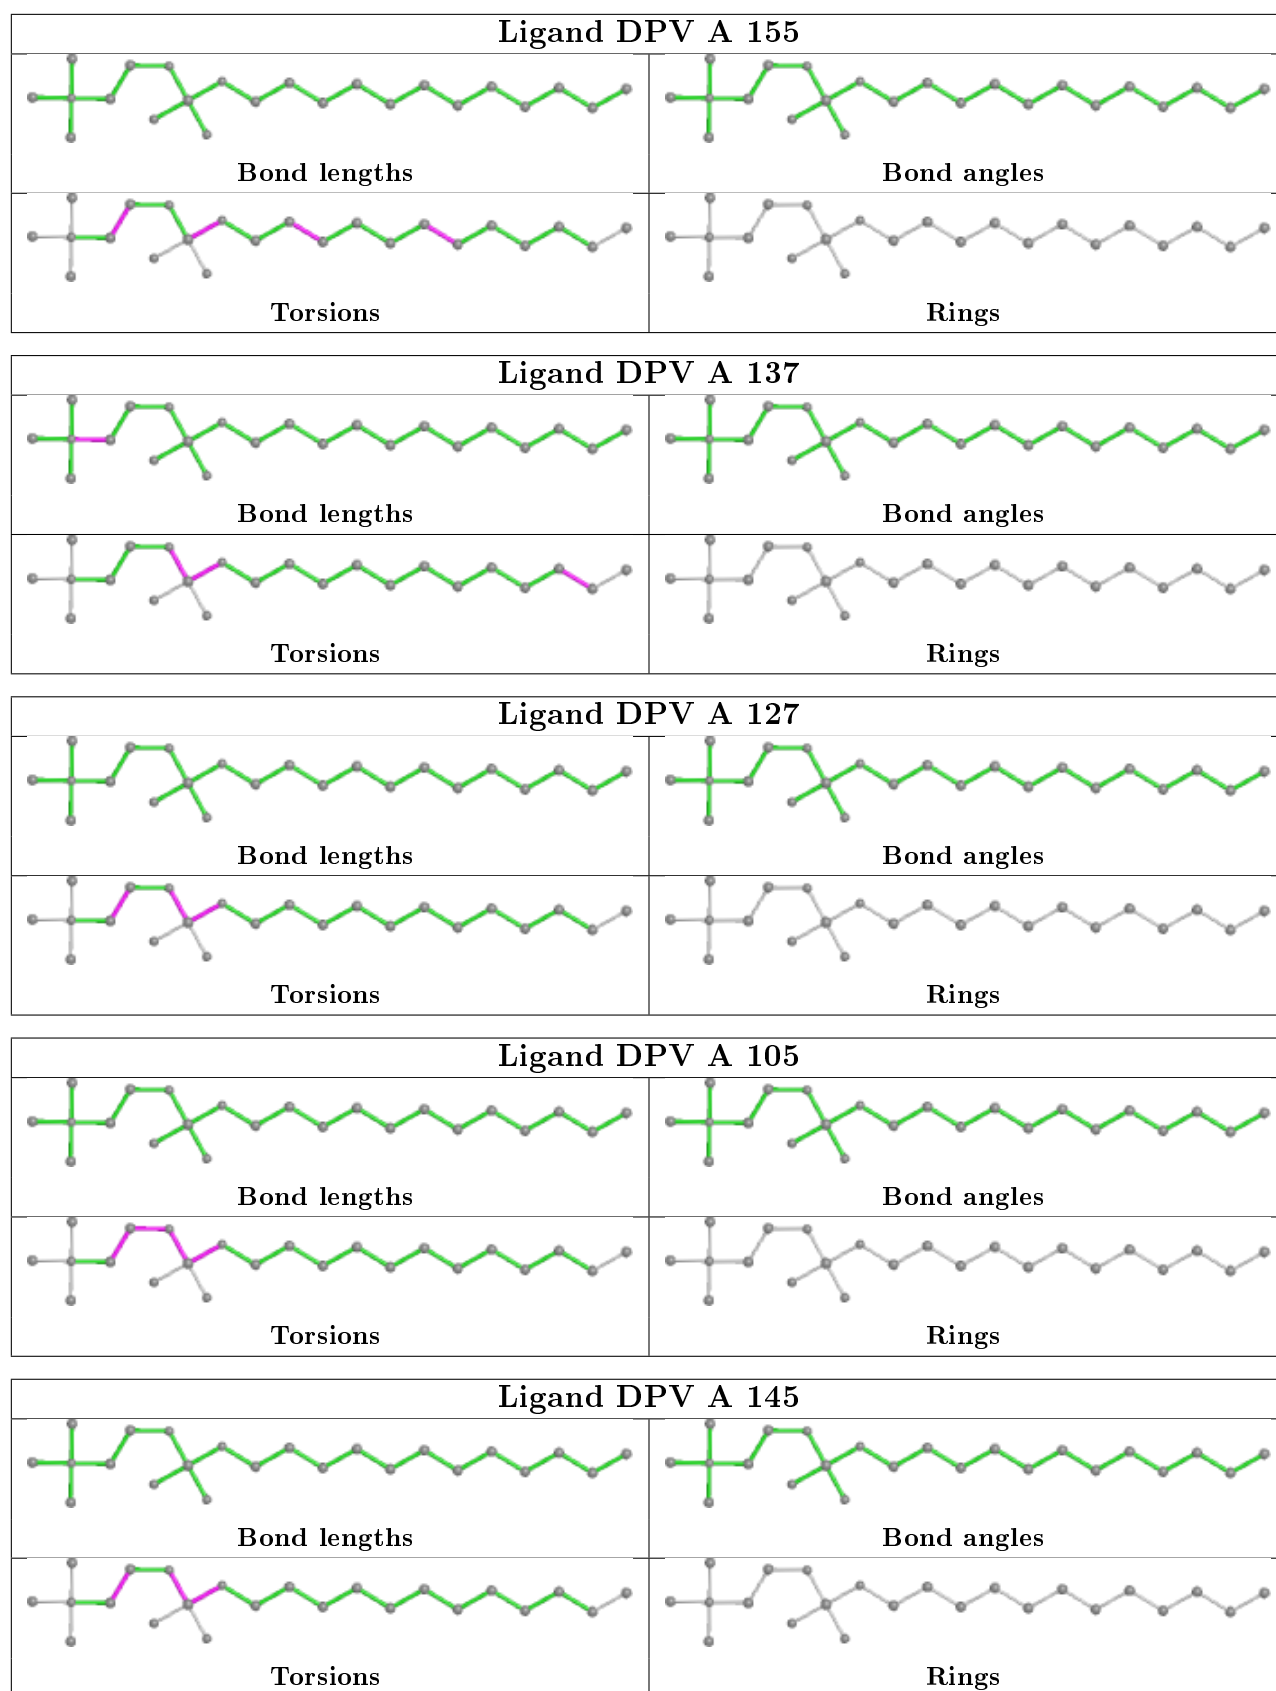 Ligand DPV A 155
Bond lengths
Bond angles
Torsions
Rings
Ligand DPV A 137
Bond lengths
Bond angles
Torsions
Rings
Ligand DPV A 127
Bond lengths
Bond angles
Torsions
Rings
Ligand DPV A 105
Bond lengths
Bond angles
Torsions
Rings
Ligand DPV A 145
Bond lengths
Bond angles
Torsions
Rings